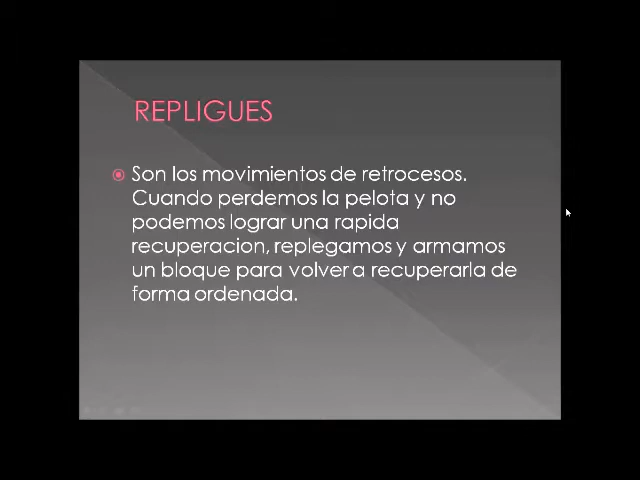 REPLIGUES
Son los movimientos de retrocesos.
Cuando perdemos la pelota y no
podemos lograr una rapida
recuperacion, replegamos y armamos
un bloque para volver a recuperarla de
forma ordenada.